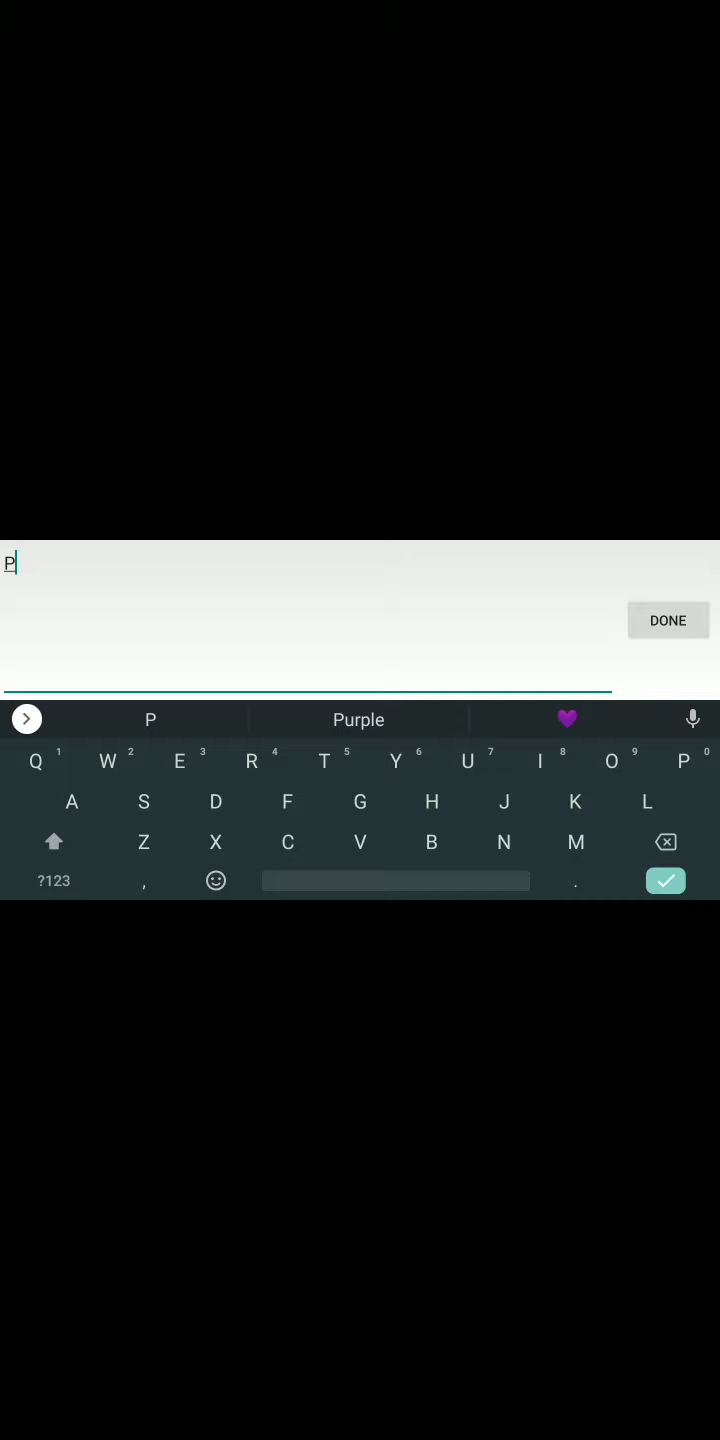 P
DONE
P Purple 💜
Q 1 W 2 E 3 R 4 T 5 Y 6 U 7 I 8 O 9 P 0
A S D F G H J K L
Z X C V B N M
?123 , .